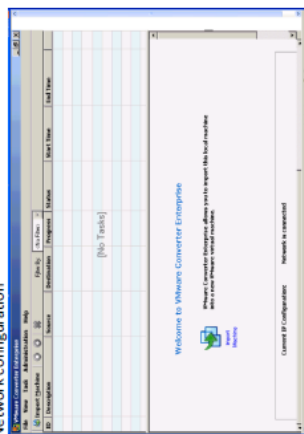 Network Configuration
VMware Converter Enterprise
File View Task Administration Help
Import Machine
Filter By:
ID Description Source Destination Progress Status Start Time End Time
[No Tasks]
Welcome to VMware Converter Enterprise
VMware Converter Enterprise allows you to import this local machine
into a new VMware virtual machine.
Import
Machine
Current IP Configuration: Network is connected